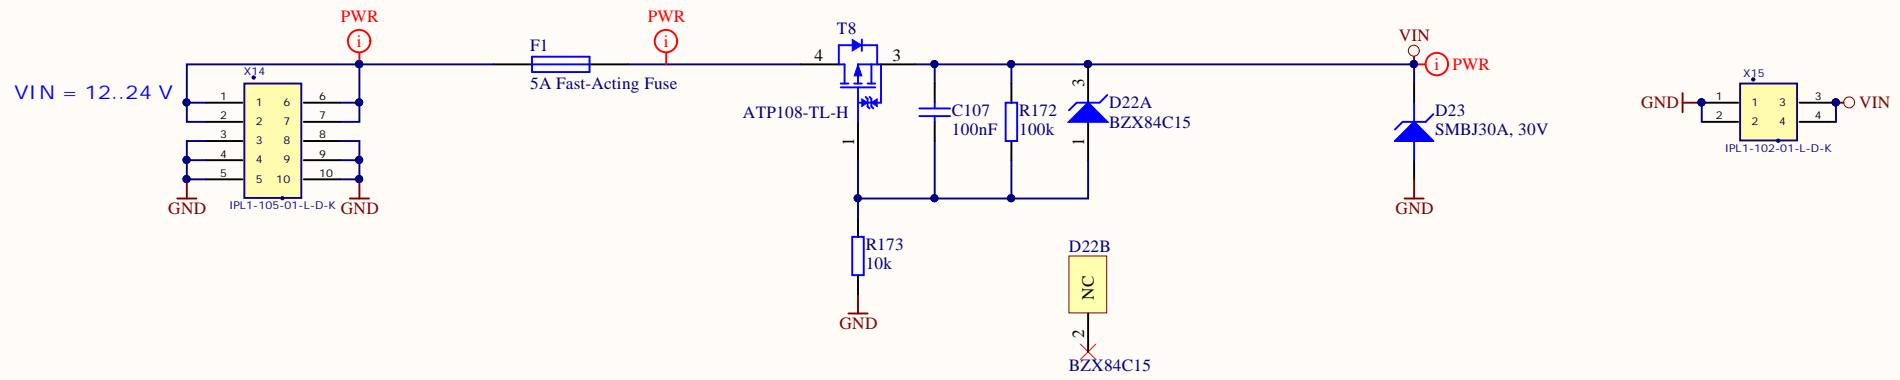 PWR
i
PWR
i
T8
VIN
i PWR
F1
4
3
X14
5A Fast-Acting Fuse
X15
VIN = 12..24 V
1 1 6 6
2 2 7 7
3 3 8 8
4 4 9 9
5 5 10 10
GND
IPL1-105-01-L-D-K
GND
ATP108-TL-H
1
C107
100nF
R172
100k
3
D22A
BZX84C15
1
D23
SMBJ30A, 30V
GND
GND
1 1 3 3
2 2 4 4
VIN
IPL1-102-01-L-D-K
R173
10k
GND
D22B
NC
2
BZX84C15